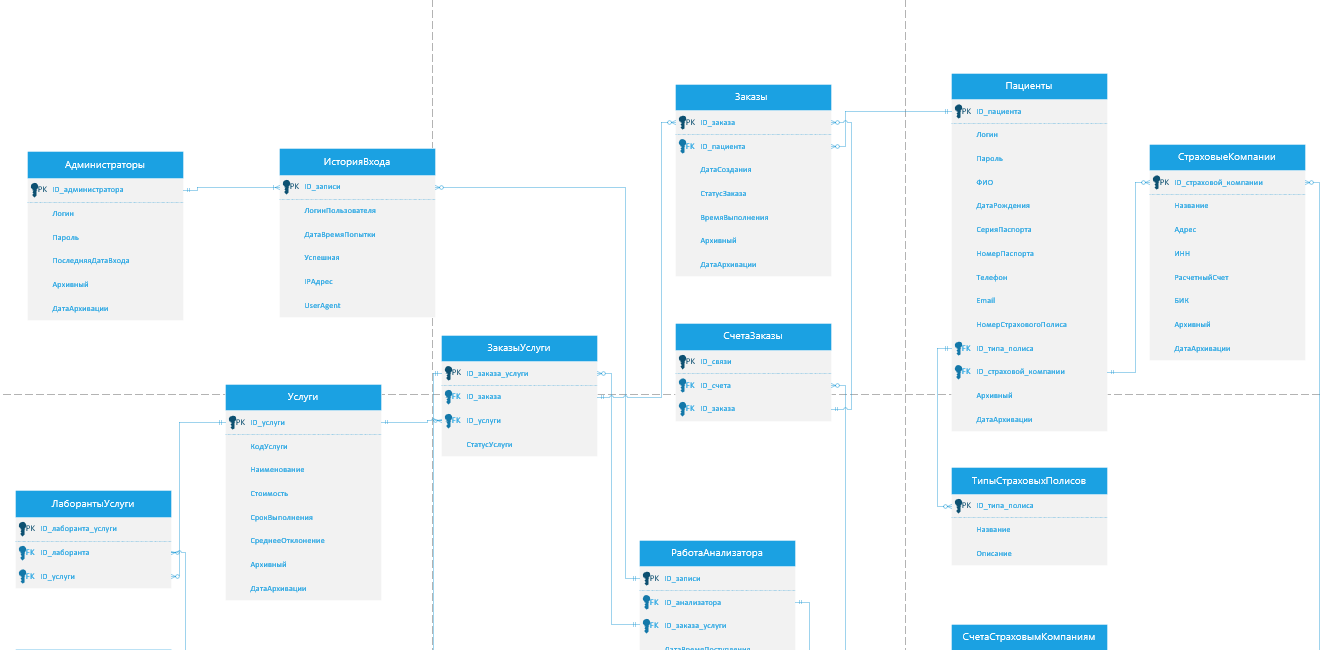 Администраторы
PK ID_администратора
Логин
Пароль
ПоследняяДатаВхода
Архивный
ДатаАрхивации
ИсторияВхода
PK ID_записи
ЛогинПользователя
ДатаВремяПопытки
Успешная
IPАдрес
UserAgent
Услуги
PK ID_услуги
КодУслуги
Наименование
Стоимость
СрокВыполнения
СреднееОтклонение
Архивный
ДатаАрхивации
ЛаборантыУслуги
PK ID_лаборанта_услуги
FK ID_лаборанта
FK ID_услуги
ЗаказыУслуги
PK ID_заказа_услуги
FK ID_заказа
FK ID_услуги
СтатусУслуги
Заказы
PK ID_заказа
FK ID_пациента
ДатаСоздания
СтатусЗаказа
ВремяВыполнения
Архивный
ДатаАрхивации
СчетаЗаказы
PK ID_связи
FK ID_счета
FK ID_заказа
РаботаАнализатора
PK ID_записи
FK ID_анализатора
FK ID_заказа_услуги
ДатаВремяПоступления
Пациенты
PK ID_пациента
Логин
Пароль
ФИО
ДатаРождения
СерияПаспорта
НомерПаспорта
Телефон
Email
НомерСтраховогоПолиса
FK ID_типа_полиса
FK ID_страховой_компании
Архивный
ДатаАрхивации
СтраховыеКомпании
PK ID_страховой_компании
Название
Адрес
ИНН
РасчетныйСчет
БИК
Архивный
ДатаАрхивации
ТипыСтраховыхПолисов
PK ID_типа_полиса
Название
Описание
СчетаСтраховымКомпаниям